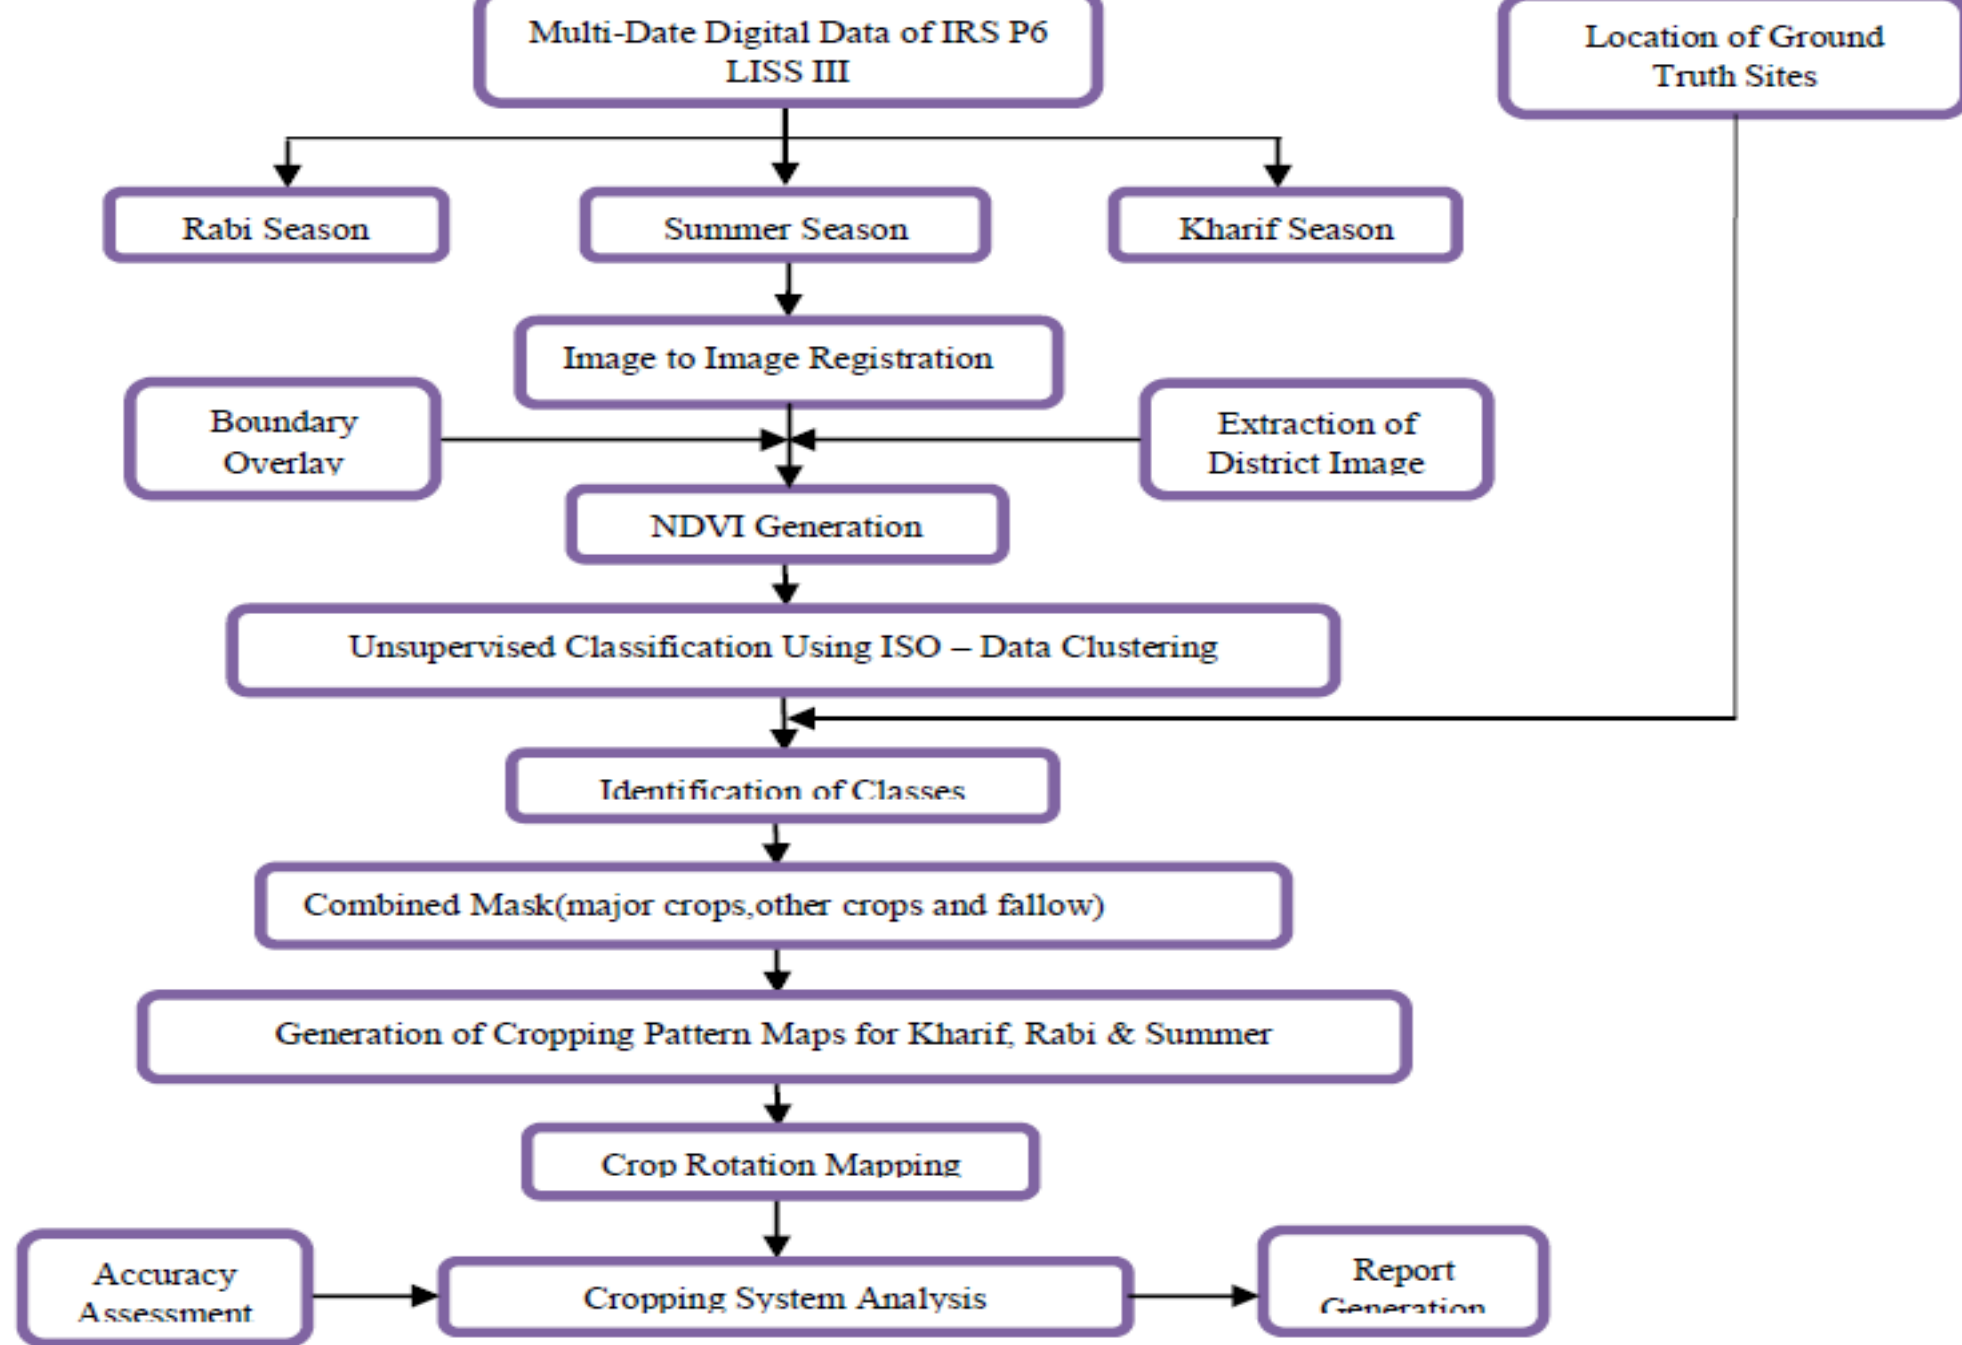 Multi-Date Digital Data of IRS P6
LISS III
Location of Ground
Truth Sites
Rabi Season
Summer Season
Kharif Season
Image to Image Registration
Boundary
Overlay
Extraction of
District Image
NDVI Generation
Unsupervised Classification Using ISO – Data Clustering
Identification of Classes
Combined Mask(major crops,other crops and fallow)
Generation of Cropping Pattern Maps for Kharif, Rabi & Summer
Crop Rotation Mapping
Accuracy
Assessment
Cropping System Analysis
Report
Generation